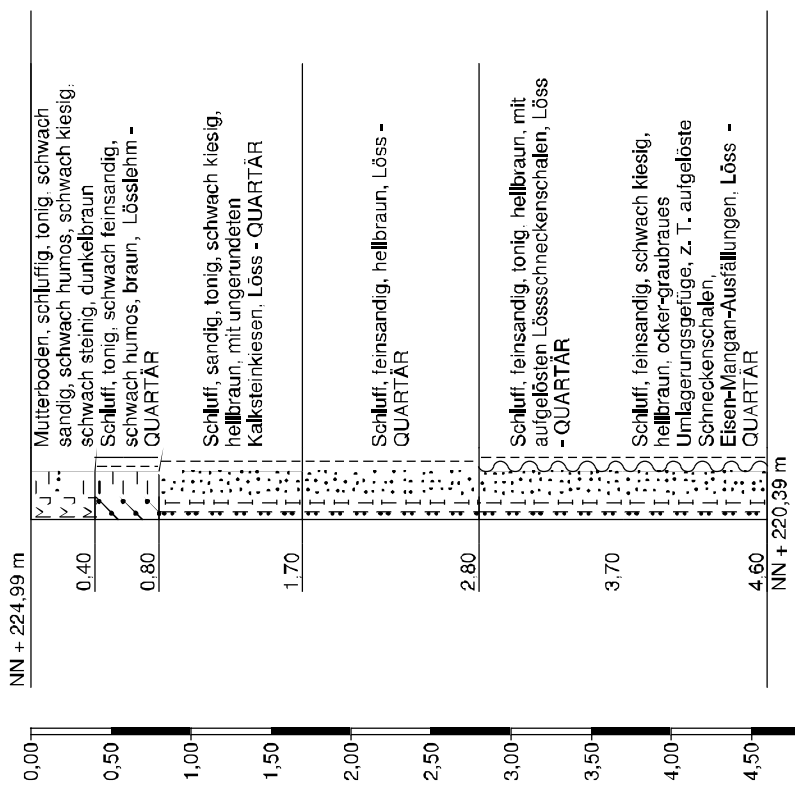 NN + 224,99 m
0,00
0,50
1,00
1,50
2,00
2,50
3,00
3,50
4,00
4,50
0,40
Mutterboden, schluffig, tonig, schwach
sandig, schwach humos, schwach kiesig,
schwach steinig, dunkelbraun
0,80
Schluff, tonig, schwach feinsandig,
schwach humos, braun, Lösslehm -
QUARTÄR
1,70
Schluff, sandig, tonig, schwach kiesig,
hellbraun, mit ungerundeten
Kalksteinkiesen, Löss - QUARTÄR
2,80
Schluff, feinsandig, hellbraun, Löss -
QUARTÄR
3,70
Schluff, feinsandig, tonig, hellbraun, mit
aufgelösten Lössschneckenschalen, Löss
- QUARTÄR
4,60
Schluff, feinsandig, schwach kiesig,
hellbraun, ocker-graubraues
Umlagerungsgefüge, z. T. aufgelöste
Schneckenschalen,
Eisen-Mangan-Ausfällungen, Löss -
QUARTÄR
NN + 220,39 m